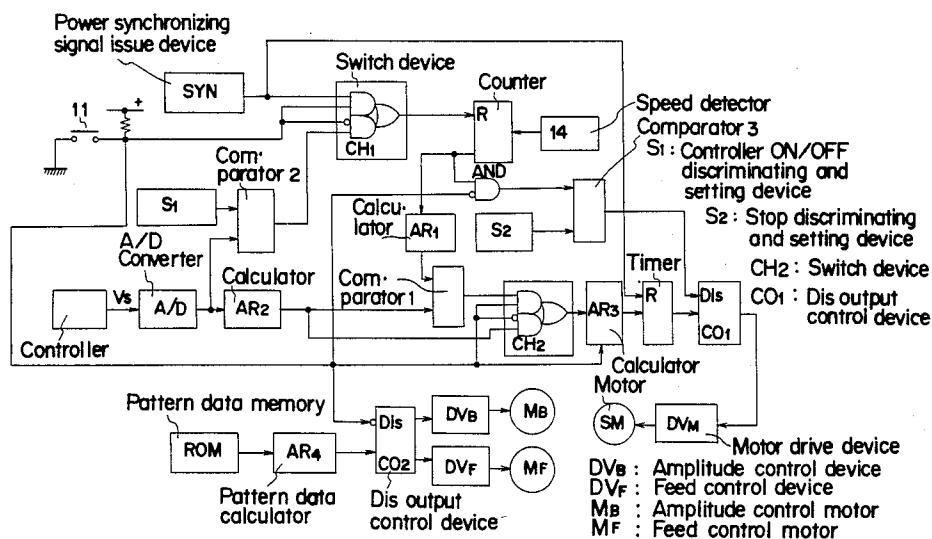 Power synchronizing
signal issue device
SYN
Switch device
CH1
Counter
R
Speed detector
14
Comparator 3
S1: Controller ON/OFF
discriminating and
setting device
S2: Stop discriminating
and setting device
CH2: Switch device
CO1: Dis output
control device
11
+
Com-
parator 2
S1
AND
Calcu-
lator
AR1
S2
A/D
Converter
Vs
A/D
Calculator
AR2
Com-
parator 1
CH2
AR3
Timer
R
Dis
CO1
Controller
Calculator
Motor
SM
DVM
Motor drive device
Pattern data memory
ROM
AR4
Pattern data
calculator
Dis
CO2
Dis output
control device
DVB
MB
DVF
MF
DVB: Amplitude control device
DVF: Feed control device
MB: Amplitude control motor
MF: Feed control motor